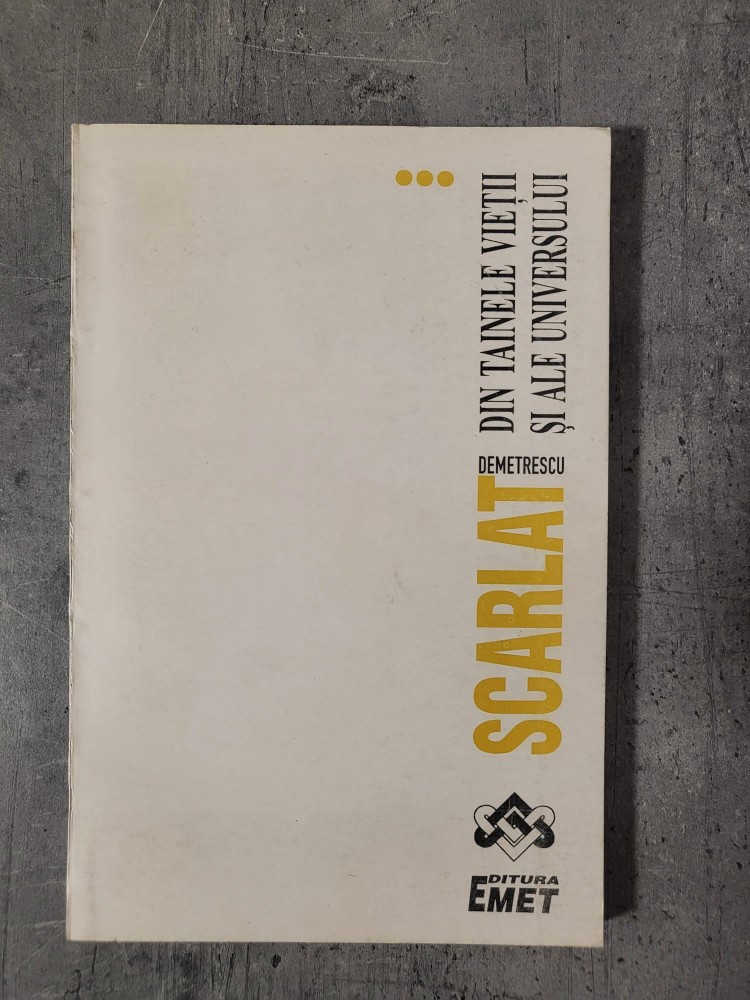 SCARLAT
DEMETRESCU
DIN TAINELE VIEȚII
ȘI ALE UNIVERSULUI
EDITURA
EMET